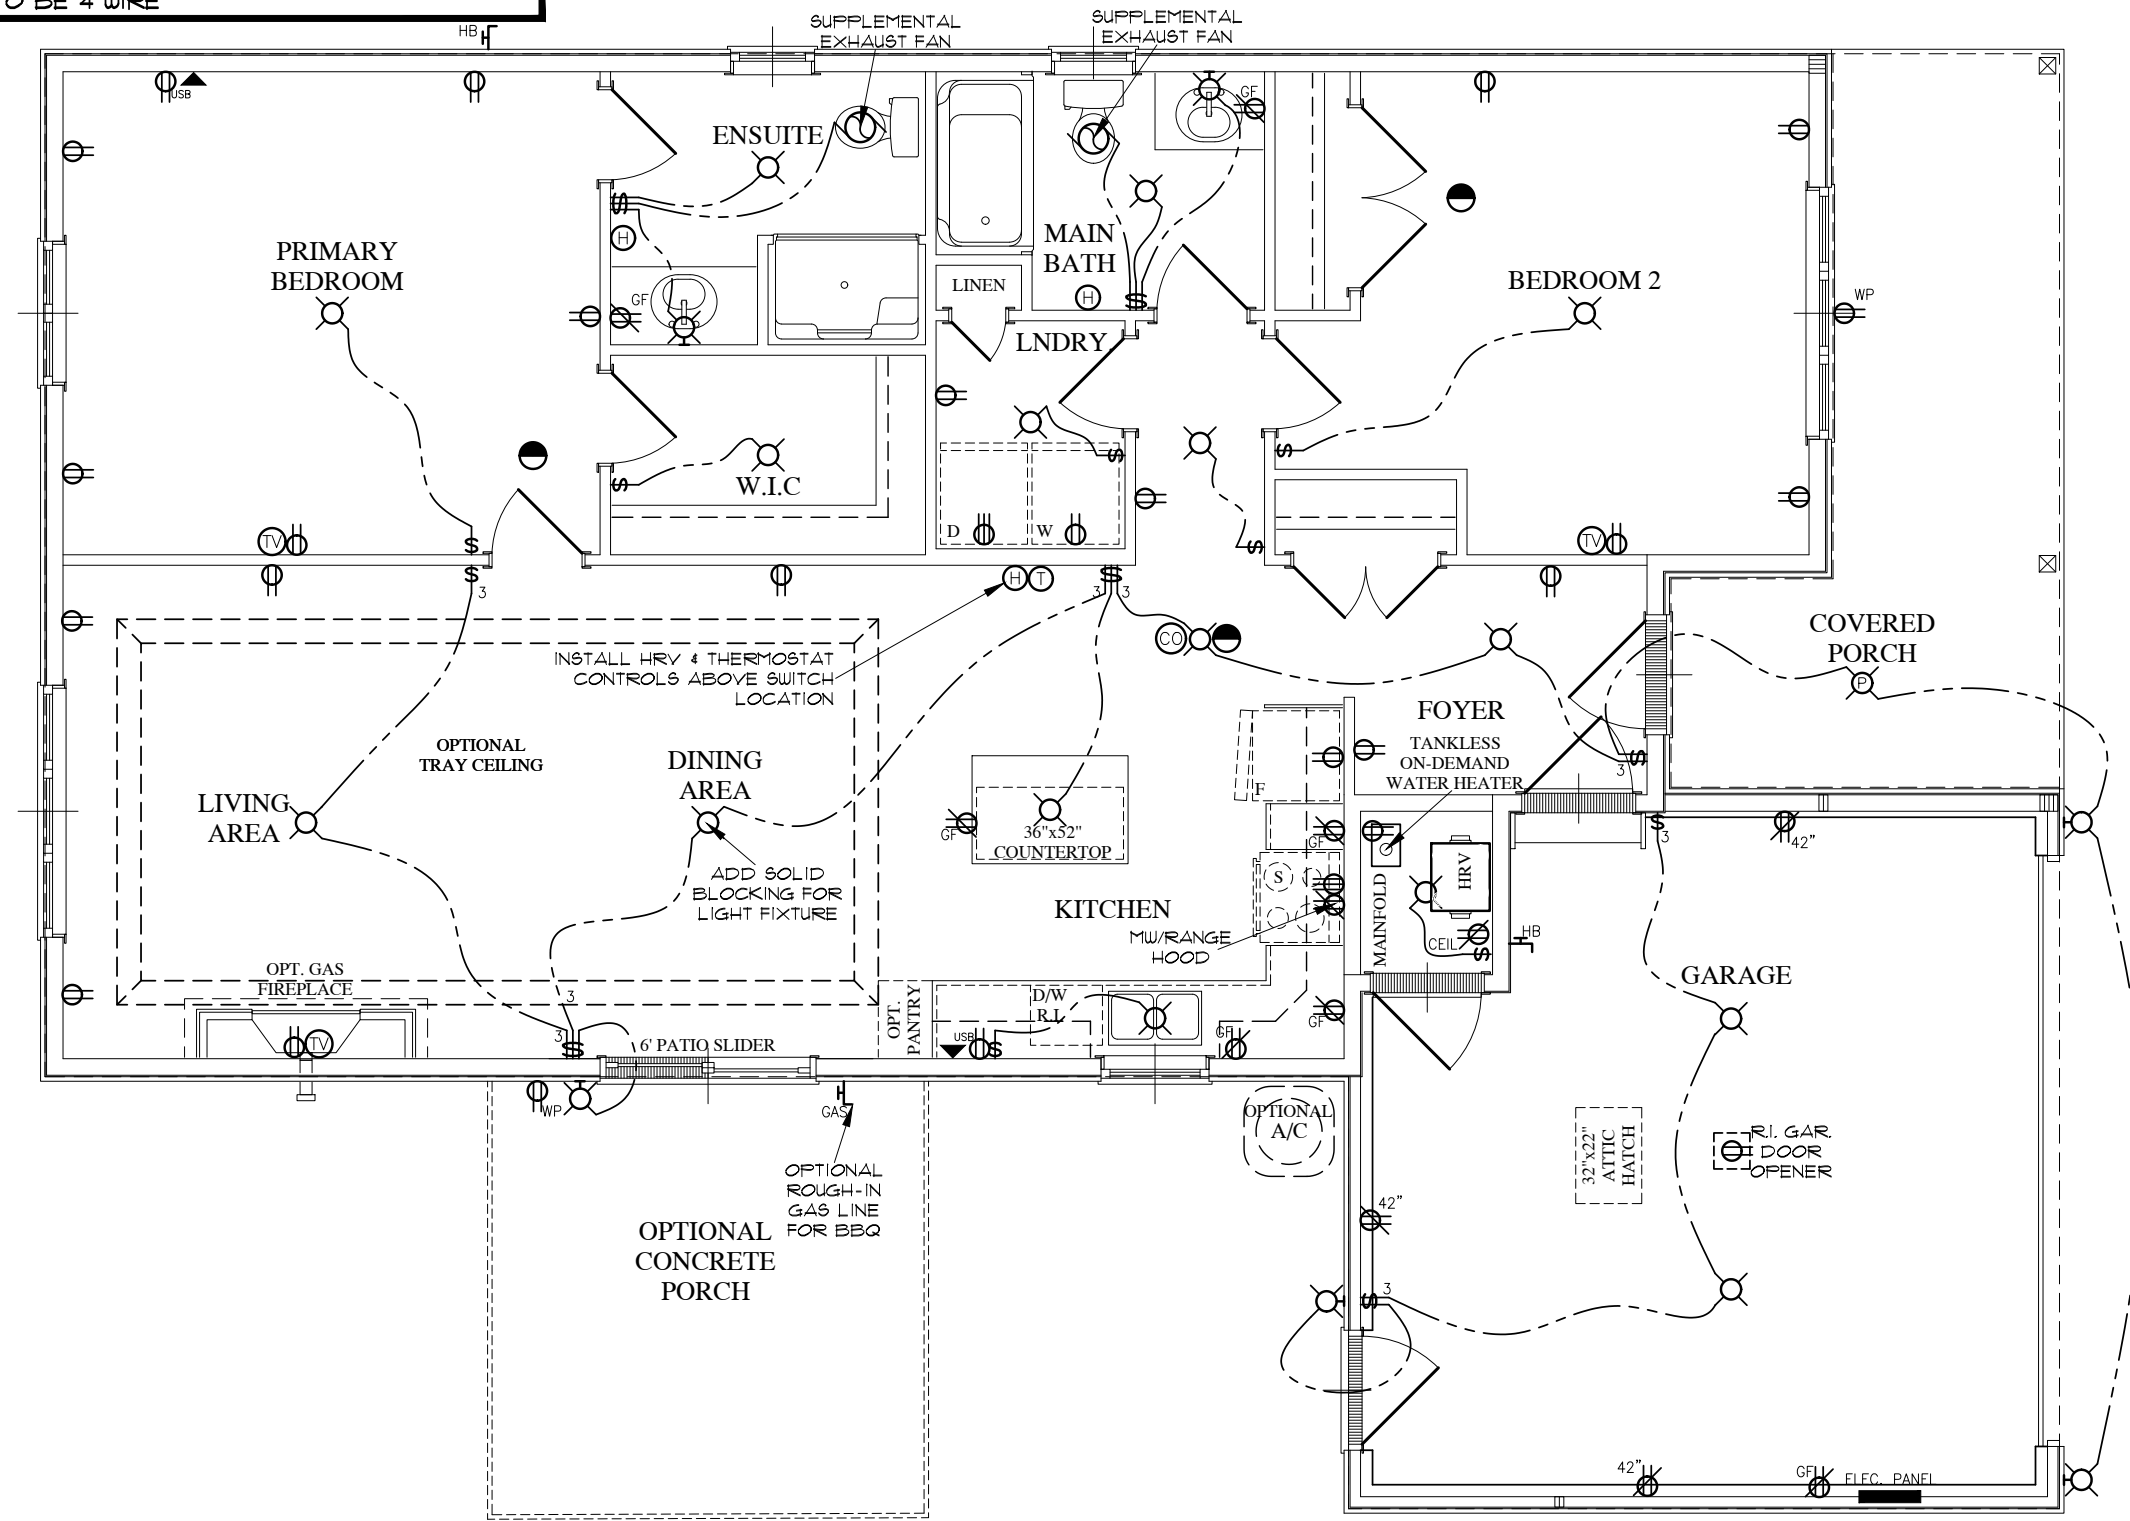 O BE 4 WIRE
HB
SUPPLEMENTAL
EXHAUST FAN
SUPPLEMENTAL
EXHAUST FAN
USB
GF
ENSUITE
PRIMARY
BEDROOM
H
GF
MAIN
BATH
H
LINEN
LNDRY.
BEDROOM 2
WP
W.I.C
D
W
TV
TV
3
H
T
3
3
CO
INSTALL HRV & THERMOSTAT
CONTROLS ABOVE SWITCH
LOCATION
COVERED
PORCH
P
FOYER
TANKLESS
ON-DEMAND
WATER HEATER
3
OPTIONAL
TRAY CEILING
DINING
AREA
LIVING
AREA
F
GF
36"x52"
COUNTERTOP
GF
3
42"
ADD SOLID
BLOCKING FOR
LIGHT FIXTURE
S
HRV
MAINFOLD
KITCHEN
MW/RANGE
HOOD
CEIL
HB
GARAGE
OPT. GAS
FIREPLACE
3
3
OPT.
PANTRY
D/W
R.I.
USB
GF
GF
TV
6' PATIO SLIDER
WP
GAS
OPTIONAL
A/C
32"x22"
ATTIC
HATCH
R.I. GAR.
DOOR
OPENER
OPTIONAL
ROUGH-IN
GAS LINE
FOR BBQ
42"
OPTIONAL
CONCRETE
PORCH
3
42"
GF
ELEC. PANEL